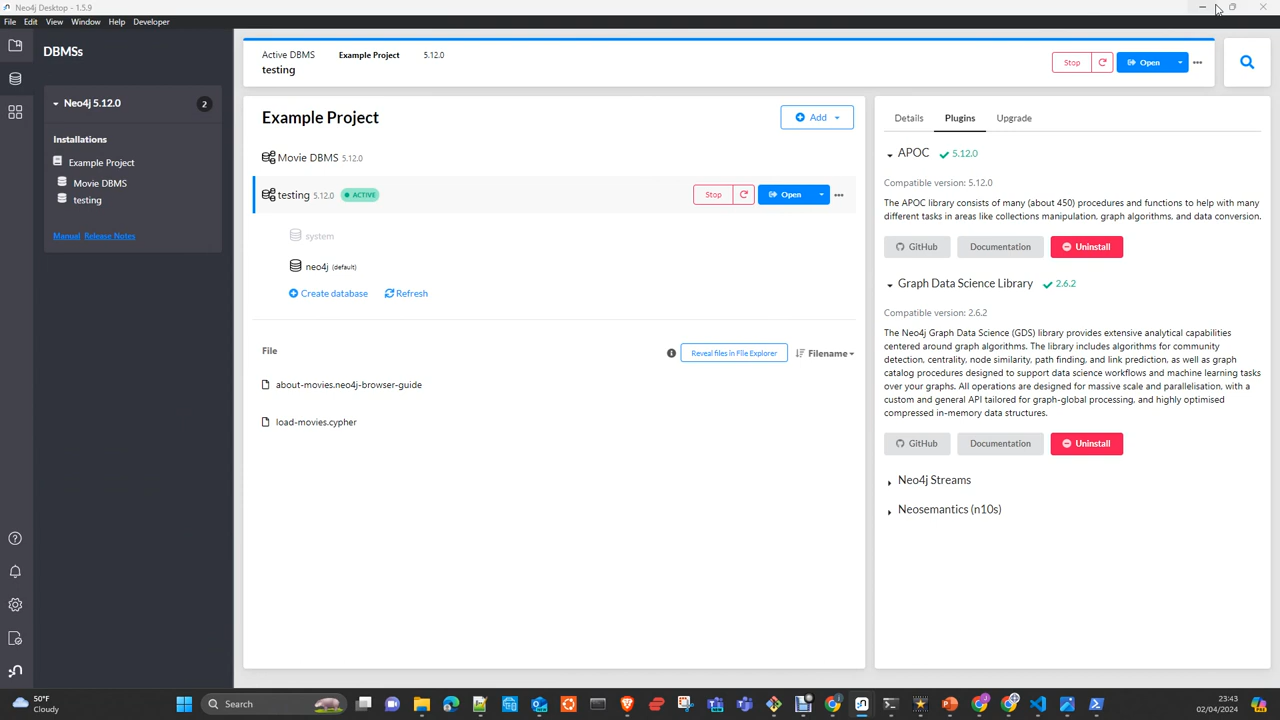 Neo4j Desktop - 1.5.9
File Edit View Window Help Developer
DBMSs
Neo4j 5.12.0 2
Installations
Example Project
Movie DBMS
testing
Manual Release Notes
Active DBMS Example Project 5.12.0
testing
Stop Open
Example Project
Add
Movie DBMS 5.12.0
testing 5.12.0 ACTIVE Stop Open
system
neo4j (default)
Create database Refresh
File
Reveal files in File Explorer Filename
about-movies.neo4j-browser-guide
load-movies.cypher
Details Plugins Upgrade
APOC 5.12.0
Compatible version: 5.12.0
The APOC library consists of many (about 450) procedures and functions to help with many
different tasks in areas like collections manipulation, graph algorithms, and data conversion.
GitHub Documentation Uninstall
Graph Data Science Library 2.6.2
Compatible version: 2.6.2
The Neo4j Graph Data Science (GDS) library provides extensive analytical capabilities
centered around graph algorithms. The library includes algorithms for community
detection, centrality, node similarity, path finding, and link prediction, as well as graph
catalog procedures designed to support data science workflows and machine learning tasks
over your graphs. All operations are designed for massive scale and parallelisation, with a
custom and general API tailored for graph-global processing, and highly optimised
compressed in-memory data structures.
GitHub Documentation Uninstall
Neo4j Streams
Neosemantics (n10s)
50°F
Cloudy
Search
23:43
02/04/2024